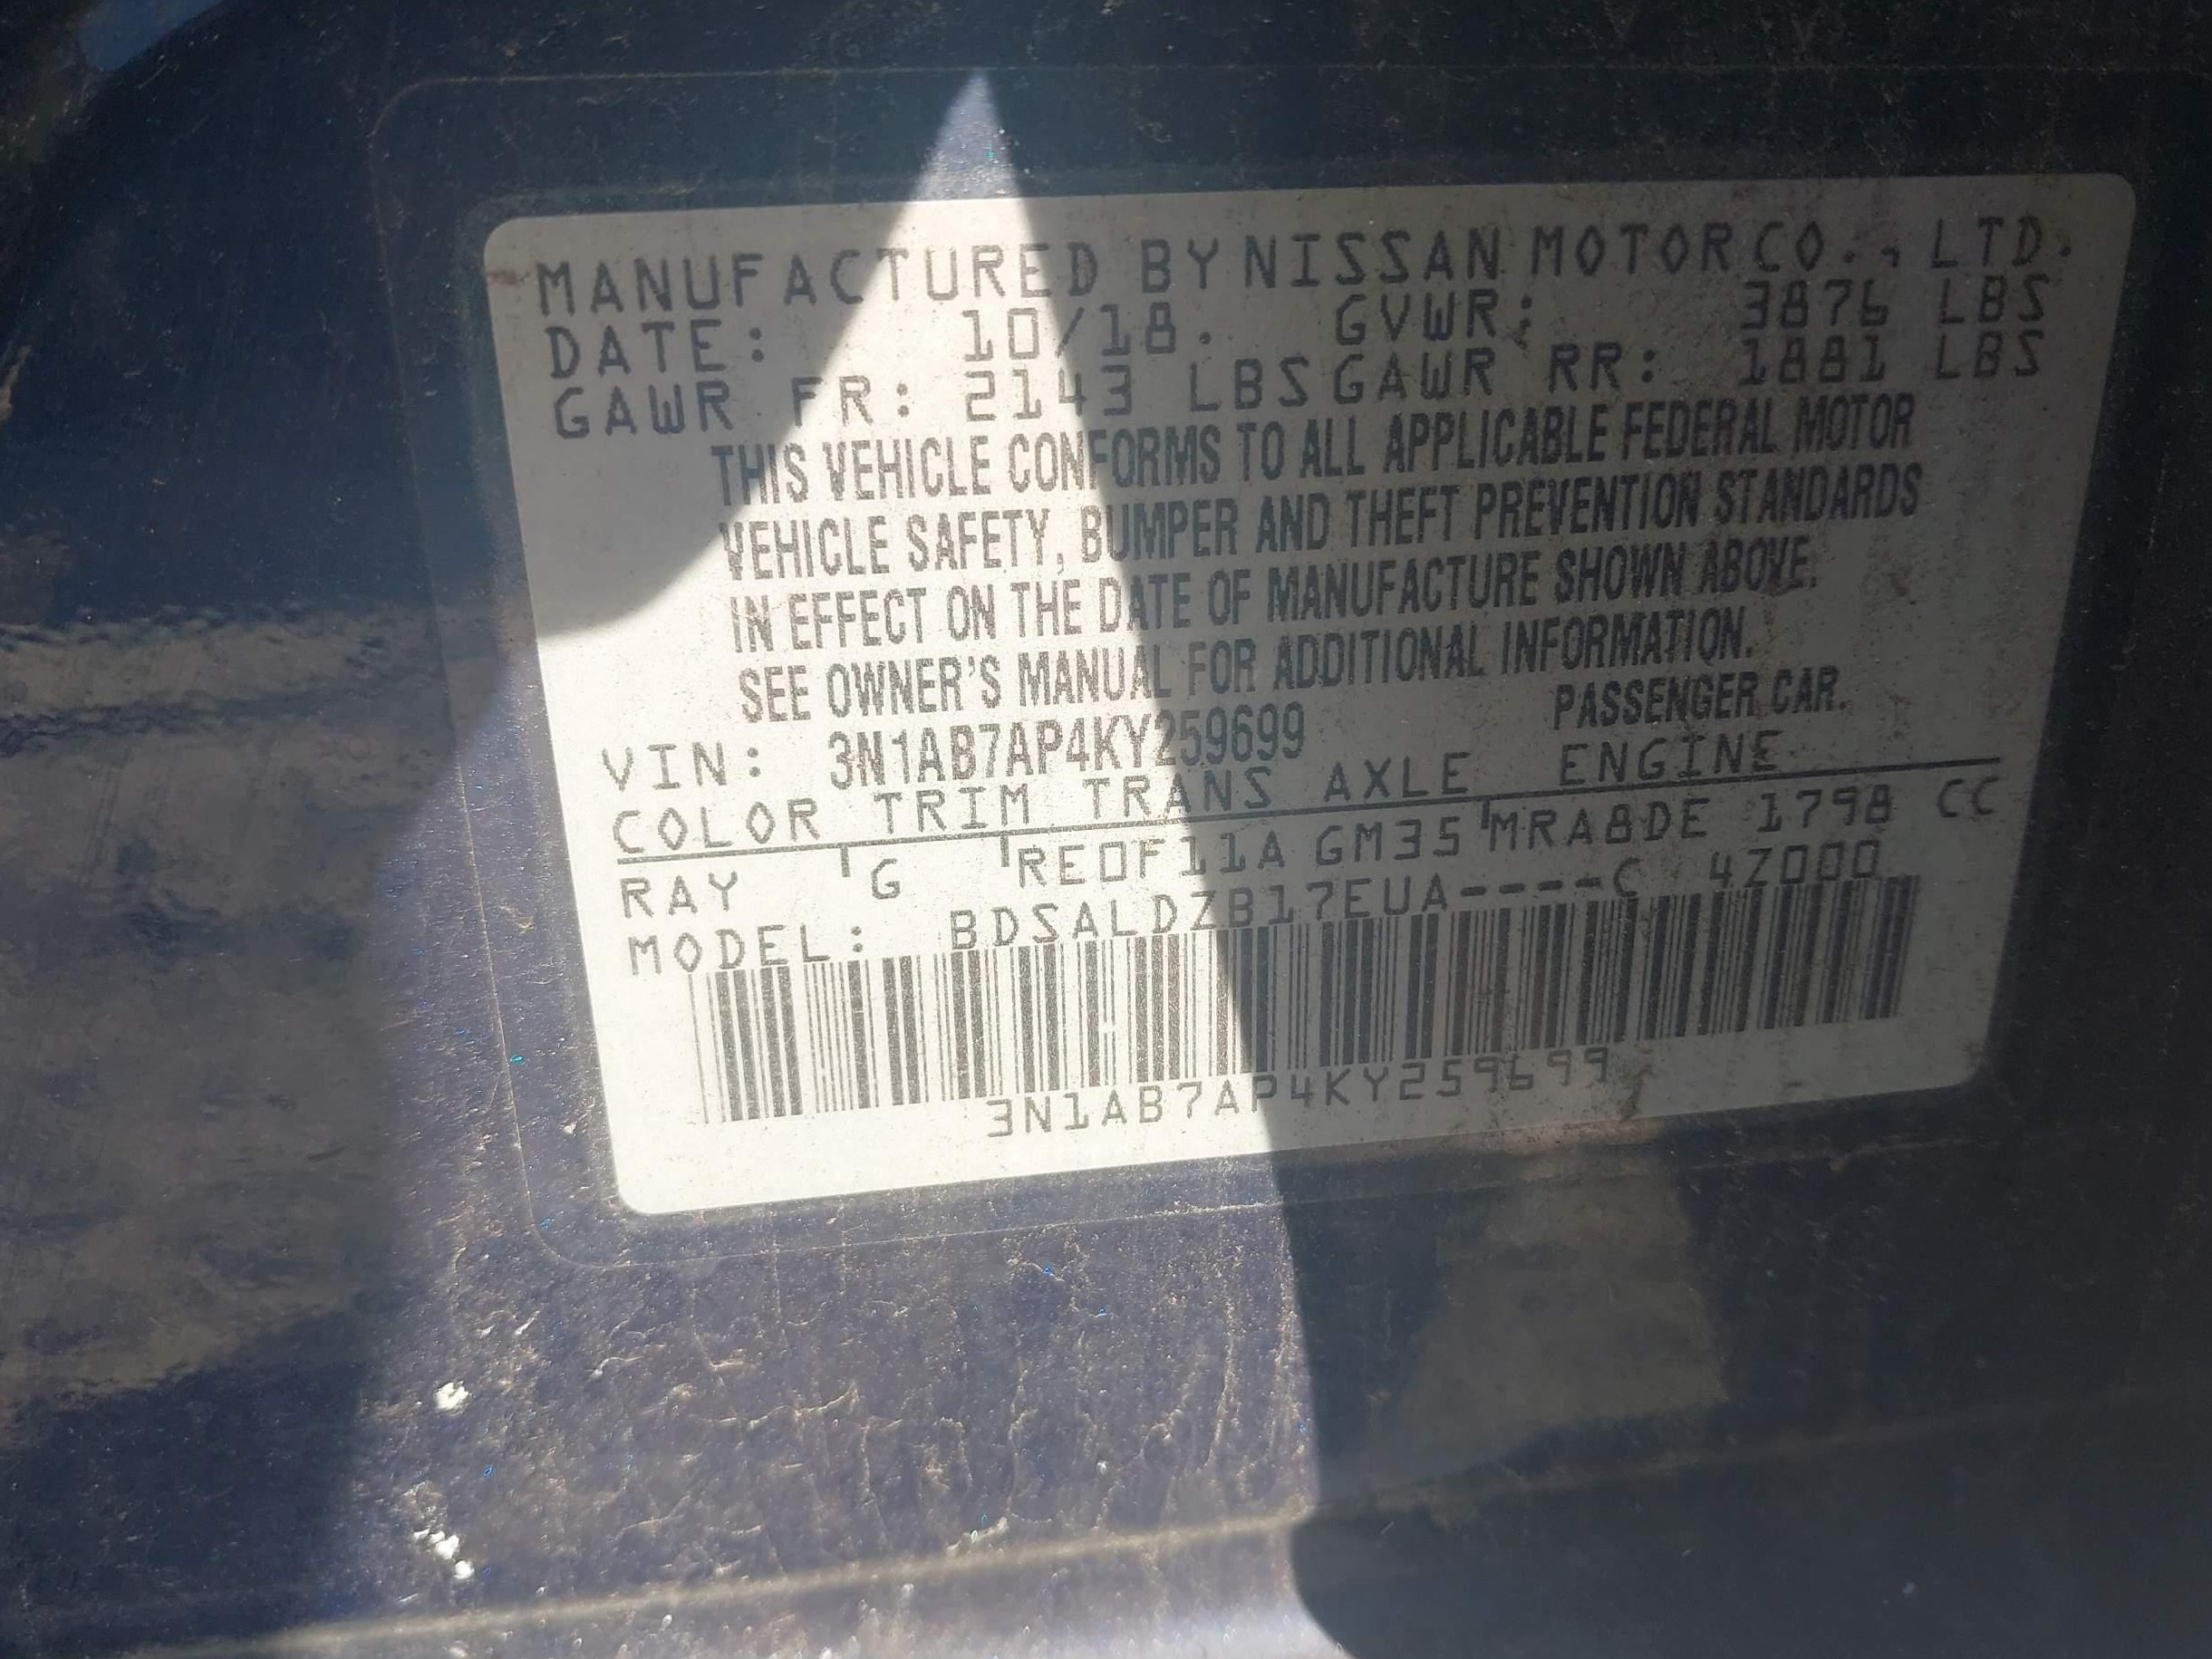 MANUFACTURED BY NISSAN MOTOR CO., LTD.
DATE: 10/18. GVWR: 3876 LBS
GAWR FR: 2143 LBS GAWR RR: 1881 LBS
THIS VEHICLE CONFORMS TO ALL APPLICABLE FEDERAL MOTOR
VEHICLE SAFETY, BUMPER AND THEFT PREVENTION STANDARDS
IN EFFECT ON THE DATE OF MANUFACTURE SHOWN ABOVE.
SEE OWNER'S MANUAL FOR ADDITIONAL INFORMATION.
VIN: 3N1AB7AP4KY259699 PASSENGER CAR.
COLOR TRIM TRANS AXLE ENGINE
RAY G RE0F11A GM35 MRA8DE 1798 CC
MODEL: BDSALDZB17EUA----C 4Z000
3N1AB7AP4KY259699